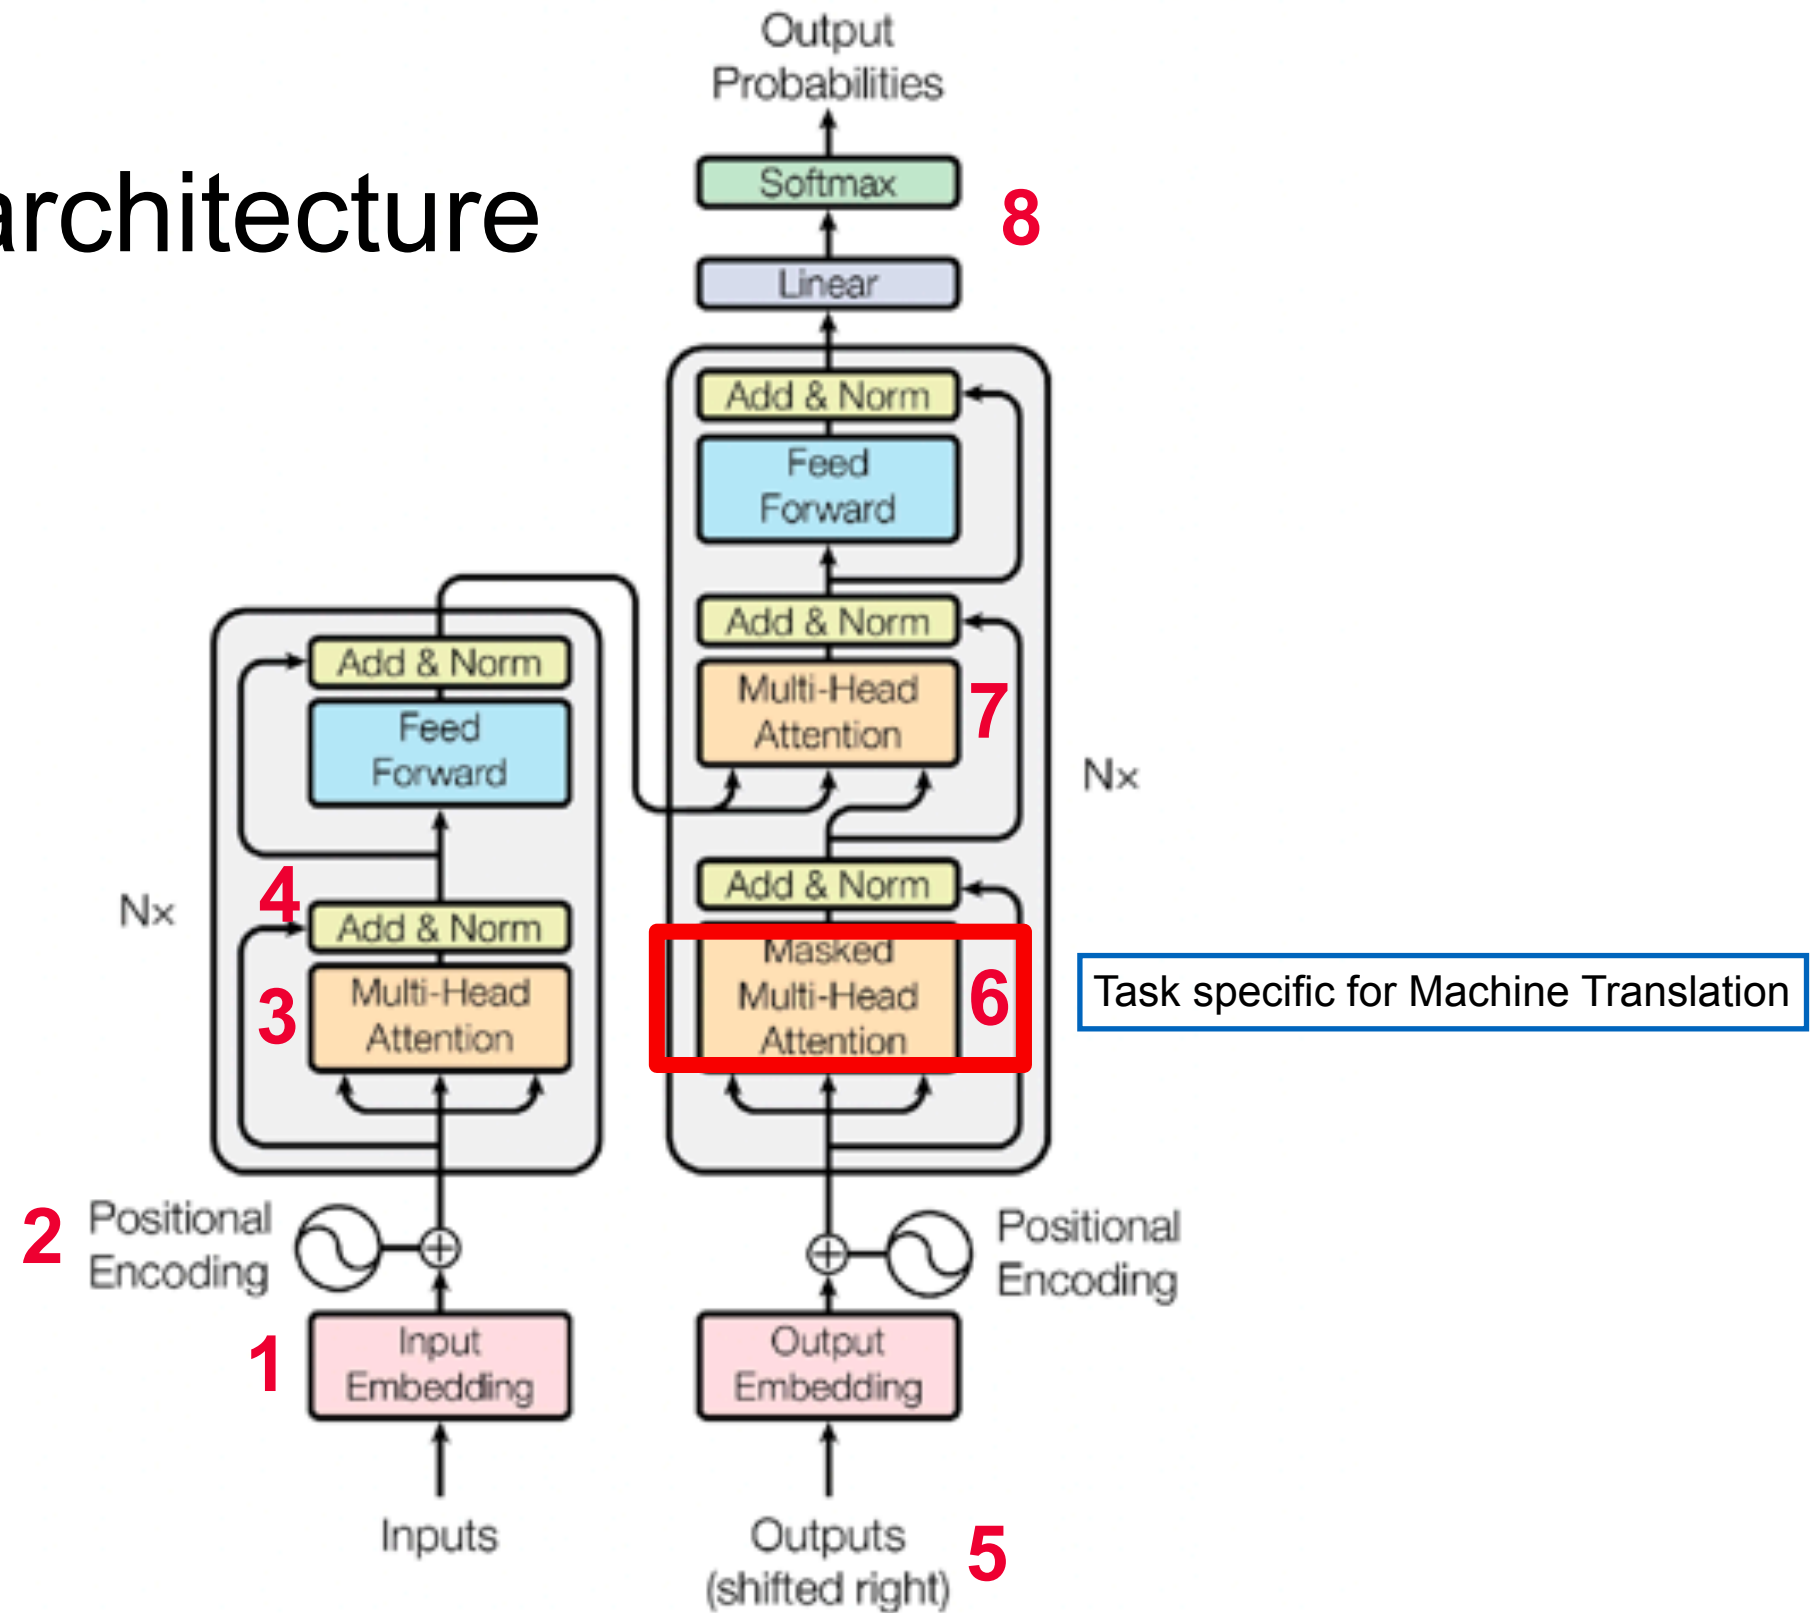 architecture
Output
Probabilities
Softmax
8
Linear
Add & Norm
Feed
Forward
Add & Norm
Multi-Head
Attention
7
N×
Add & Norm
Masked
Multi-Head
Attention
6
Task specific for Machine Translation
Add & Norm
Feed
Forward
N×
4
Add & Norm
3
Multi-Head
Attention
2
Positional
Encoding
Positional
Encoding
1
Input
Embedding
Output
Embedding
Inputs
Outputs
(shifted right)
5